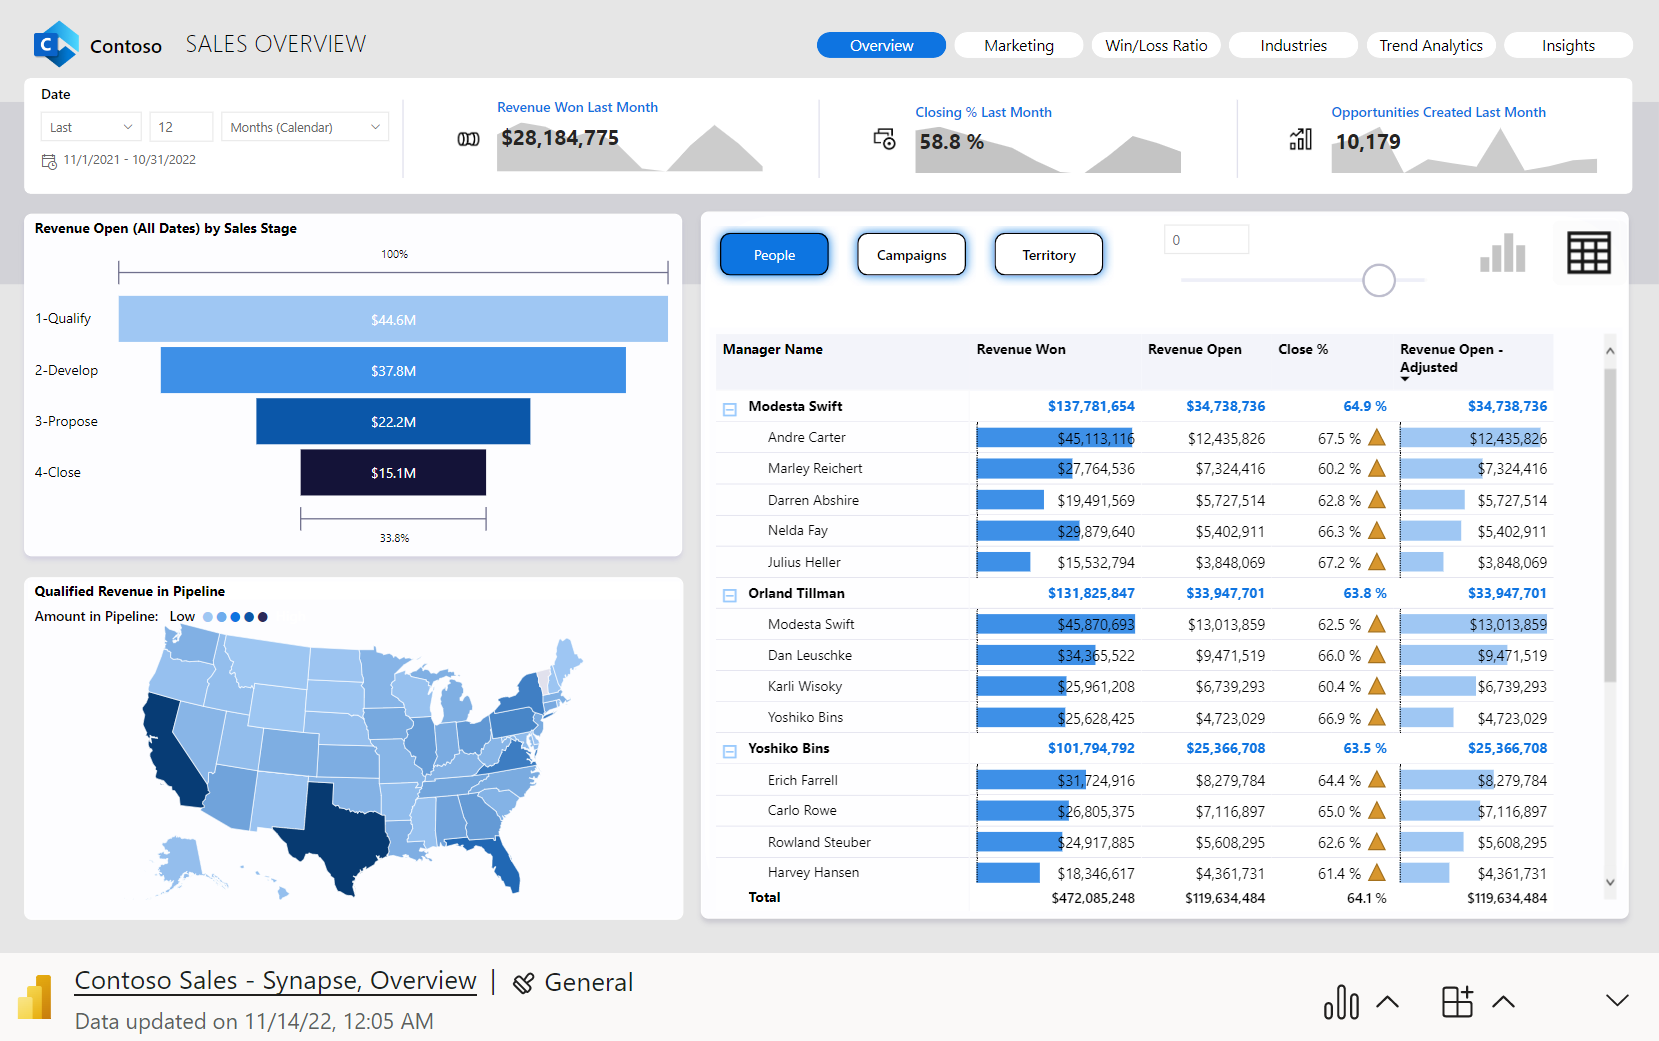 Contoso SALES OVERVIEW
Overview Marketing Win/Loss Ratio Industries Trend Analytics Insights
Date
Last 12 Months (Calendar)
11/1/2021 - 10/31/2022
Revenue Won Last Month
$28,184,775
Closing % Last Month
58.8 %
Opportunities Created Last Month
10,179
Revenue Open (All Dates) by Sales Stage
100%
1-Qualify $44.6M
2-Develop $37.8M
3-Propose $22.2M
4-Close $15.1M
33.8%
Qualified Revenue in Pipeline
Amount in Pipeline: Low
People Campaigns Territory 0
Manager Name Revenue Won Revenue Open Close % Revenue Open -
Adjusted
Modesta Swift $137,781,654 $34,738,736 64.9 % $34,738,736
Andre Carter $45,113,116 $12,435,826 67.5 % $12,435,826
Marley Reichert $27,764,536 $7,324,416 60.2 % $7,324,416
Darren Abshire $19,491,569 $5,727,514 62.8 % $5,727,514
Nelda Fay $29,879,640 $5,402,911 66.3 % $5,402,911
Julius Heller $15,532,794 $3,848,069 67.2 % $3,848,069
Orland Tillman $131,825,847 $33,947,701 63.8 % $33,947,701
Modesta Swift $45,870,693 $13,013,859 62.5 % $13,013,859
Dan Leuschke $34,365,522 $9,471,519 66.0 % $9,471,519
Karli Wisoky $25,961,208 $6,739,293 60.4 % $6,739,293
Yoshiko Bins $25,628,425 $4,723,029 66.9 % $4,723,029
Yoshiko Bins $101,794,792 $25,366,708 63.5 % $25,366,708
Erich Farrell $31,724,916 $8,279,784 64.4 % $8,279,784
Carlo Rowe $26,805,375 $7,116,897 65.0 % $7,116,897
Rowland Steuber $24,917,885 $5,608,295 62.6 % $5,608,295
Harvey Hansen $18,346,617 $4,361,731 61.4 % $4,361,731
Total $472,085,248 $119,634,484 64.1 % $119,634,484
Contoso Sales - Synapse, Overview | General
Data updated on 11/14/22, 12:05 AM